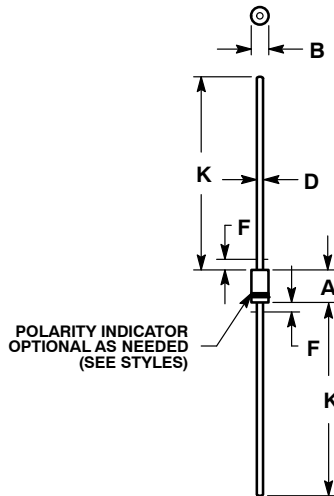 B
K
D
F
A
POLARITY INDICATOR
OPTIONAL AS NEEDED
(SEE STYLES)
F
K